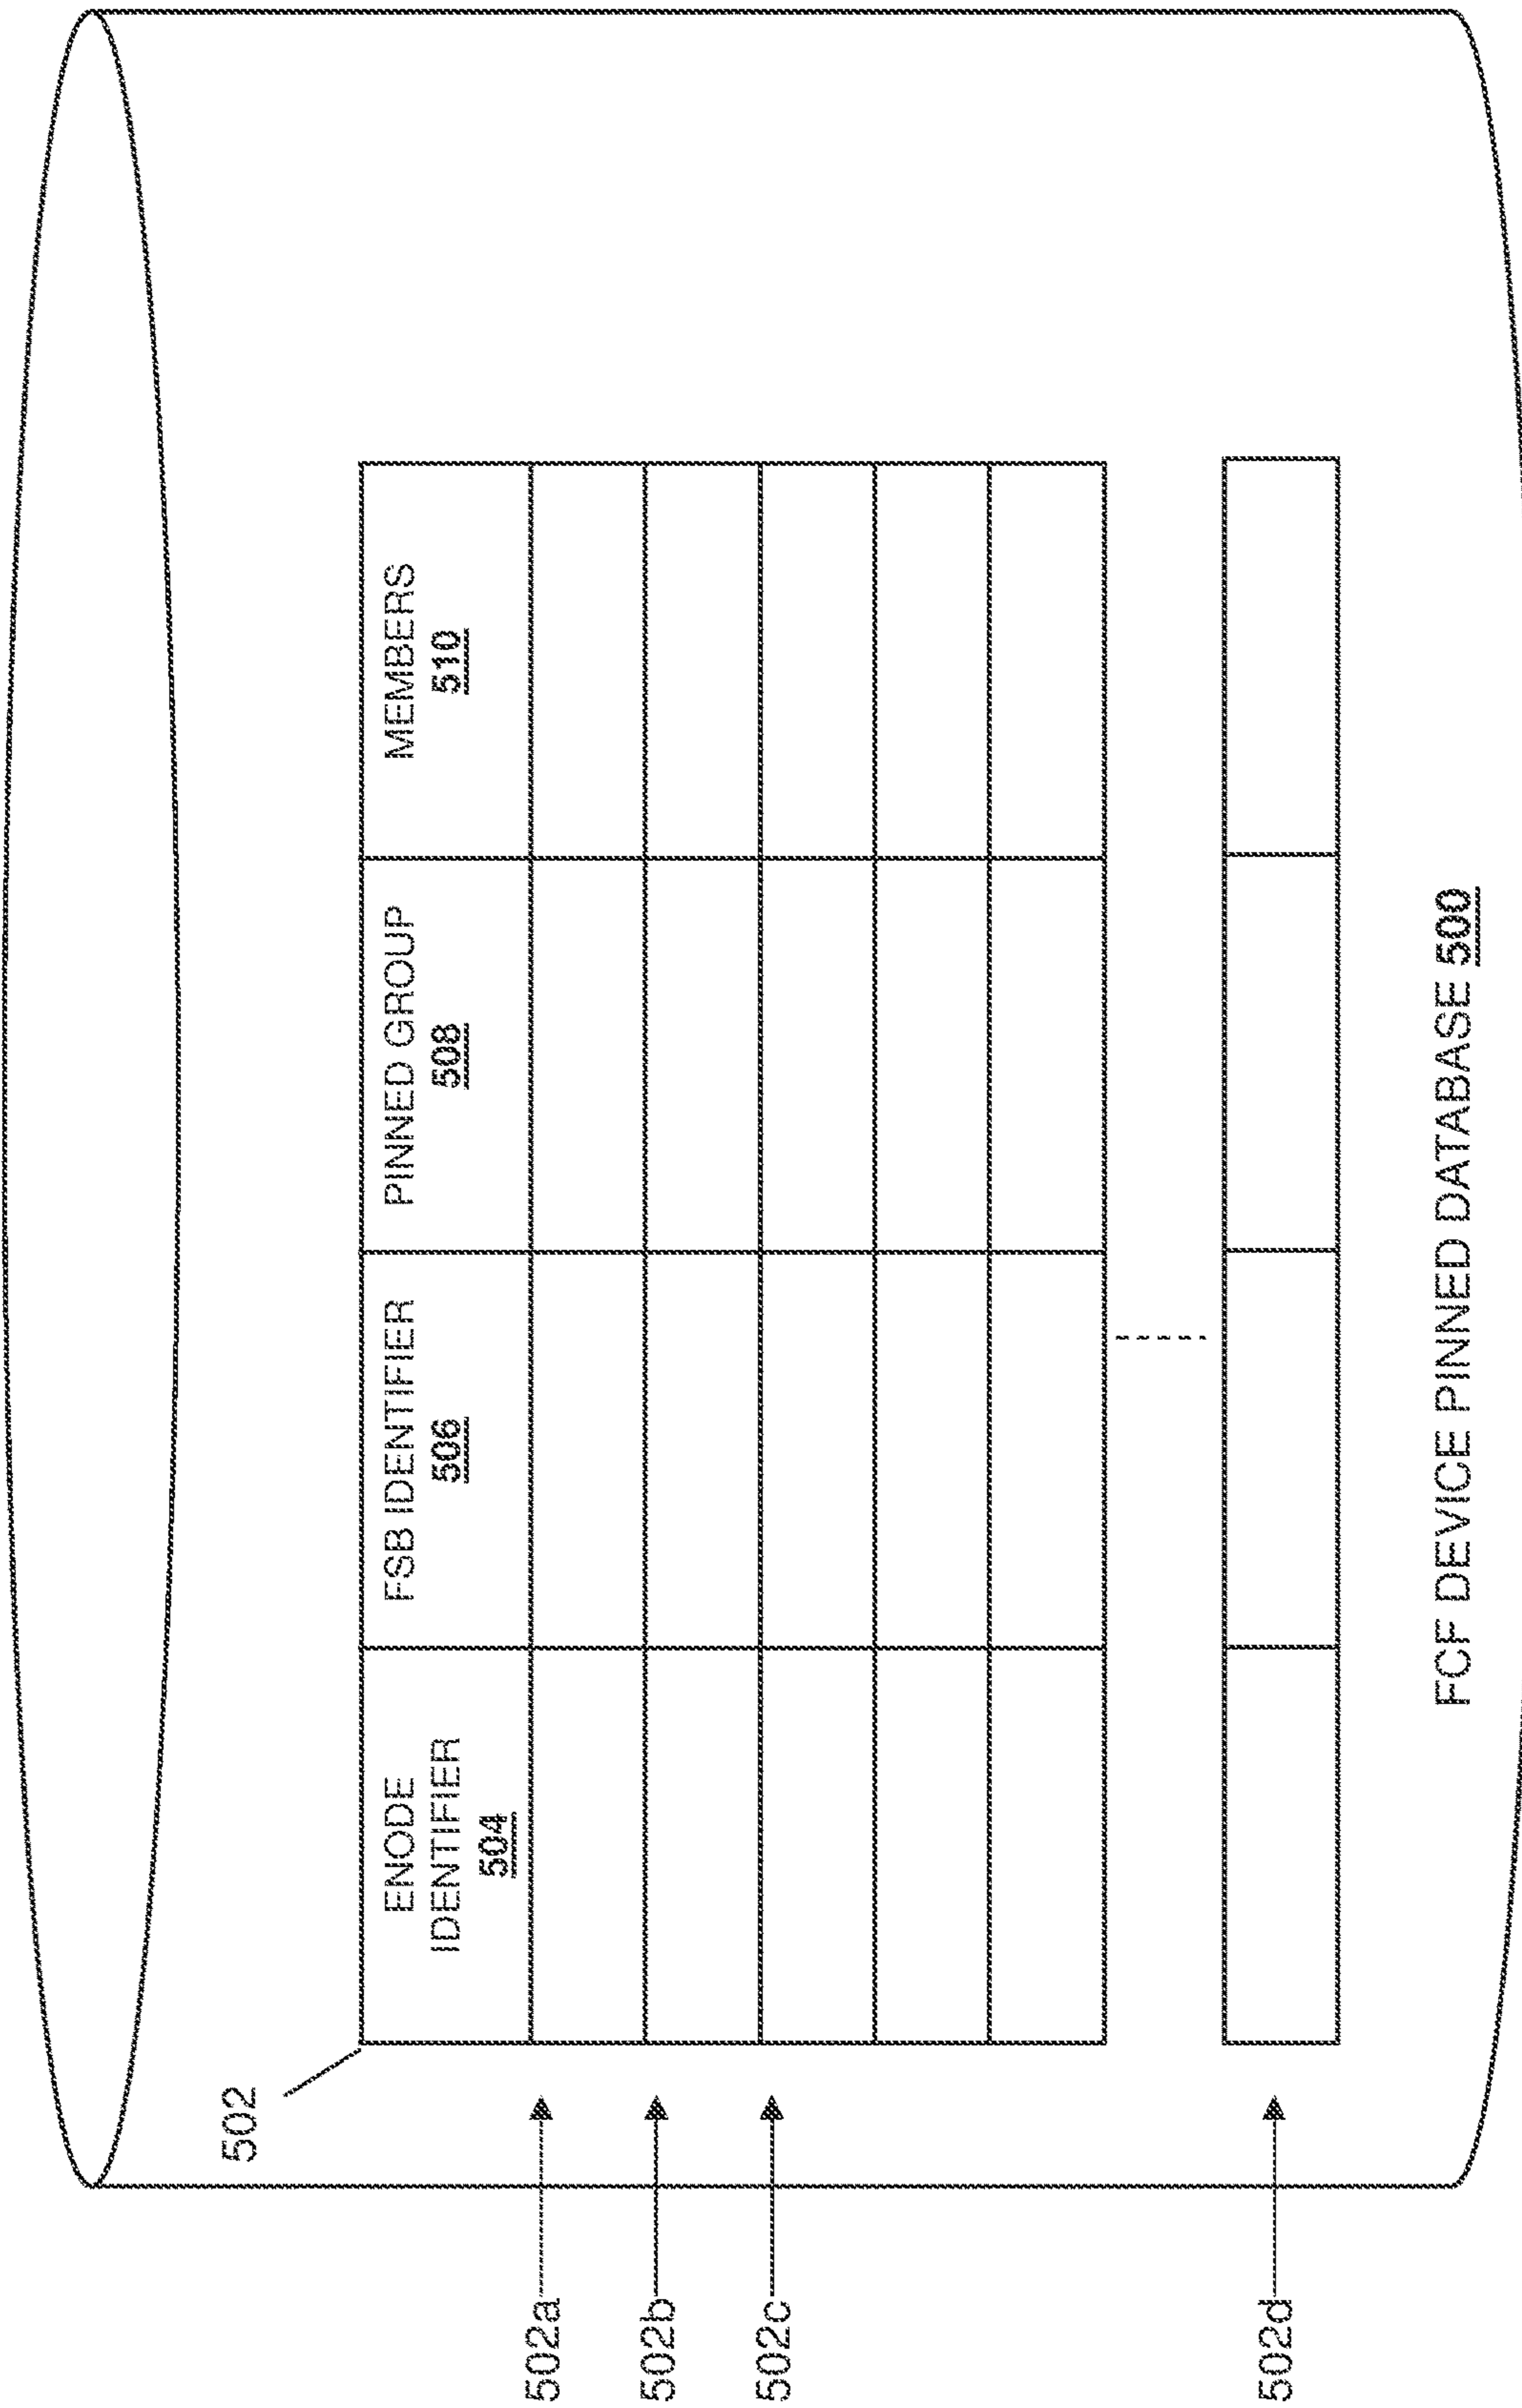 502
ENODE
IDENTIFIER
504
FSB IDENTIFIER
506
PINNED GROUP
508
MEMBERS
510
502a
502b
502c
502d
FCF DEVICE PINNED DATABASE 500